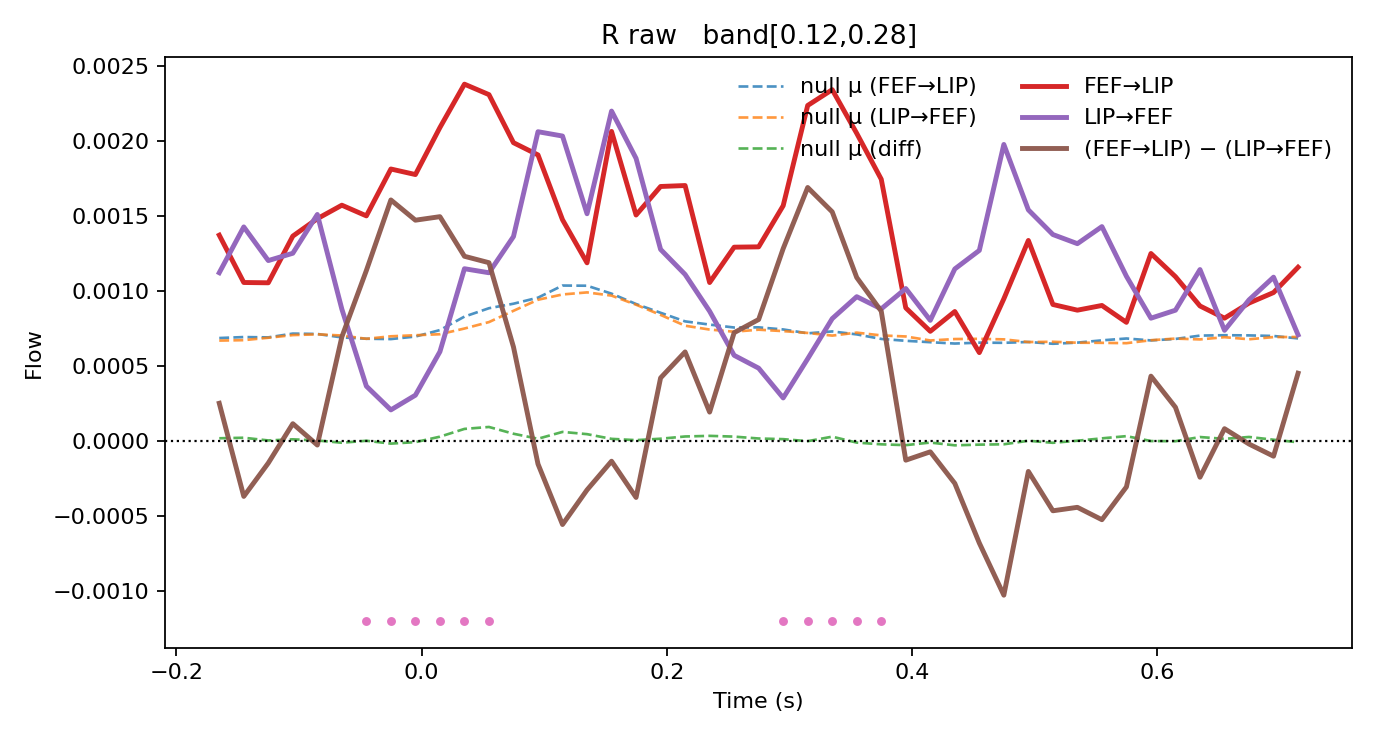 R raw   band[0.12,0.28]
0.0025
0.0020
0.0015
0.0010
0.0005
0.0000
−0.0005
−0.0010
Flow
null μ (FEF→LIP)
null μ (LIP→FEF)
null μ (diff)
FEF→LIP
LIP→FEF
(FEF→LIP) − (LIP→FEF)
−0.2
0.0
0.2
0.4
0.6
Time (s)